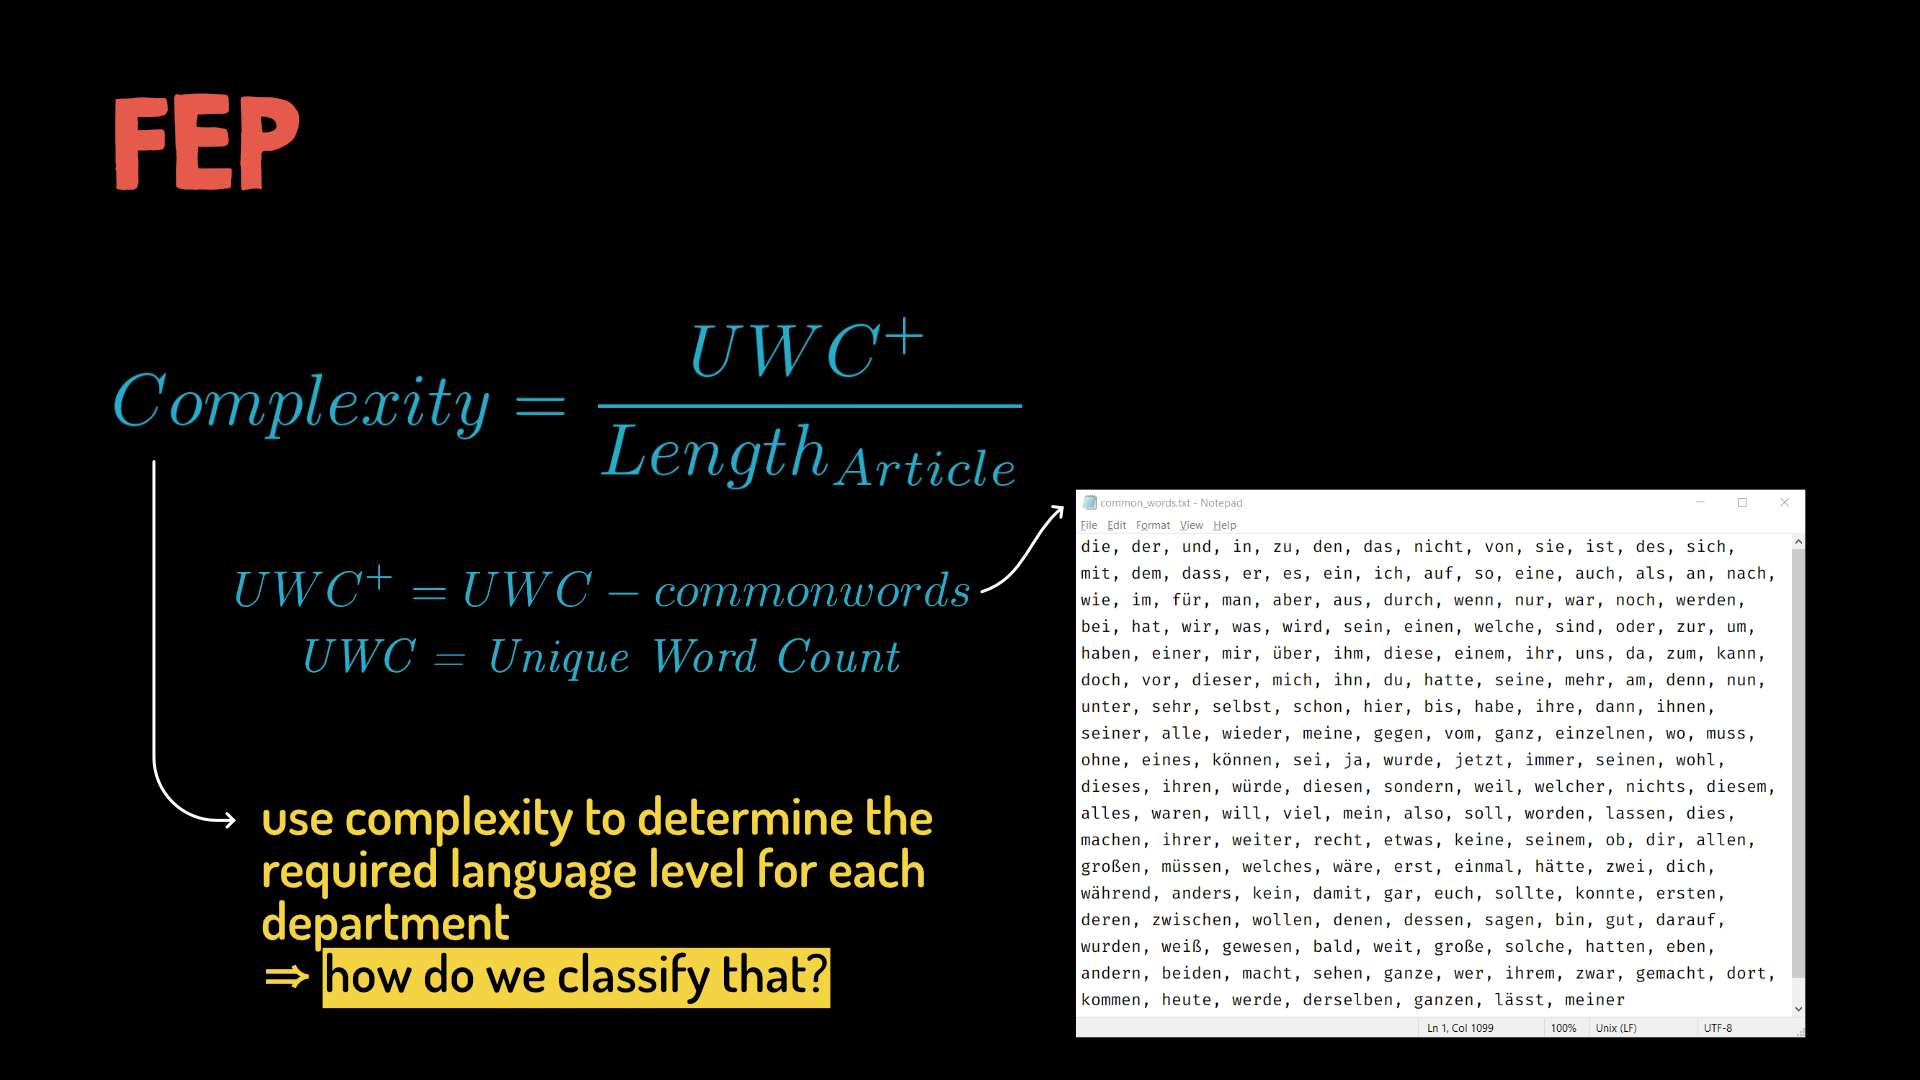 FEP
Complexity = UWC⁺ / Length_Article
UWC⁺ = UWC − commonwords
UWC = Unique Word Count
use complexity to determine the
required language level for each
department
⇒ how do we classify that?
common_words.txt - Notepad
File Edit Format View Help
die, der, und, in, zu, den, das, nicht, von, sie, ist, des, sich,
mit, dem, dass, er, es, ein, ich, auf, so, eine, auch, als, an, nach,
wie, im, für, man, aber, aus, durch, wenn, nur, war, noch, werden,
bei, hat, wir, was, wird, sein, einen, welche, sind, oder, zur, um,
haben, einer, mir, über, ihm, diese, einem, ihr, uns, da, zum, kann,
doch, vor, dieser, mich, ihn, du, hatte, seine, mehr, am, denn, nun,
unter, sehr, selbst, schon, hier, bis, habe, ihre, dann, ihnen,
seiner, alle, wieder, meine, gegen, vom, ganz, einzelnen, wo, muss,
ohne, eines, können, sei, ja, wurde, jetzt, immer, seinen, wohl,
dieses, ihren, würde, diesen, sondern, weil, welcher, nichts, diesem,
alles, waren, will, viel, mein, also, soll, worden, lassen, dies,
machen, ihrer, weiter, recht, etwas, keine, seinem, ob, dir, allen,
großen, müssen, welches, wäre, erst, einmal, hätte, zwei, dich,
während, anders, kein, damit, gar, euch, sollte, konnte, ersten,
deren, zwischen, wollen, denen, dessen, sagen, bin, gut, darauf,
wurden, weiß, gewesen, bald, weit, große, solche, hatten, eben,
andern, beiden, macht, sehen, ganze, wer, ihrem, zwar, gemacht, dort,
kommen, heute, werde, derselben, ganzen, lässt, meiner
Ln 1, Col 1099 100% Unix (LF) UTF-8